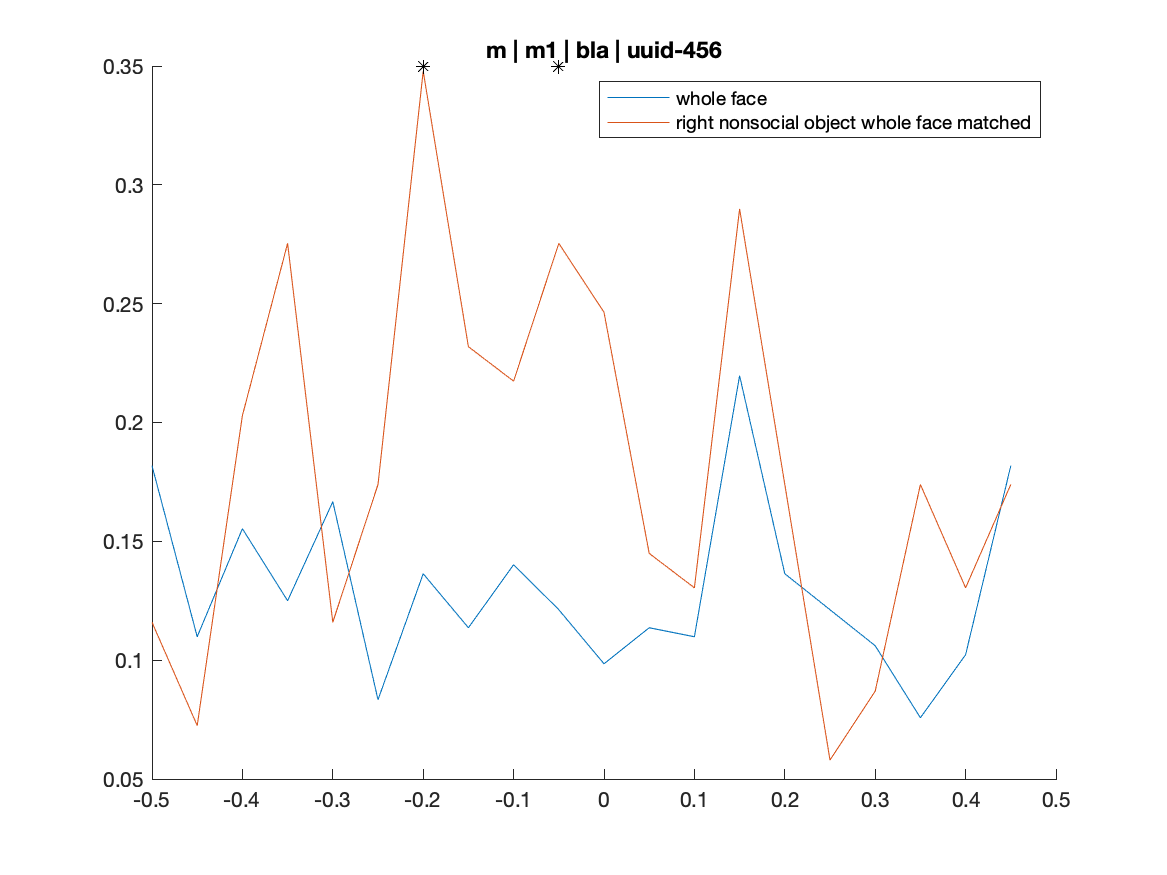 m | m1 | bla | uuid-456
whole face
right nonsocial object whole face matched
0.35
0.3
0.25
0.2
0.15
0.1
0.05
-0.5 -0.4 -0.3 -0.2 -0.1 0 0.1 0.2 0.3 0.4 0.5